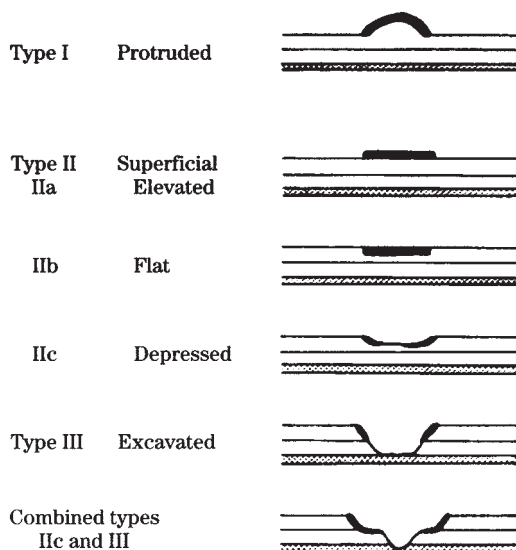 Type I Protruded
Type II Superficial
IIa Elevated
IIb Flat
IIc Depressed
Type III Excavated
Combined types
IIc and III